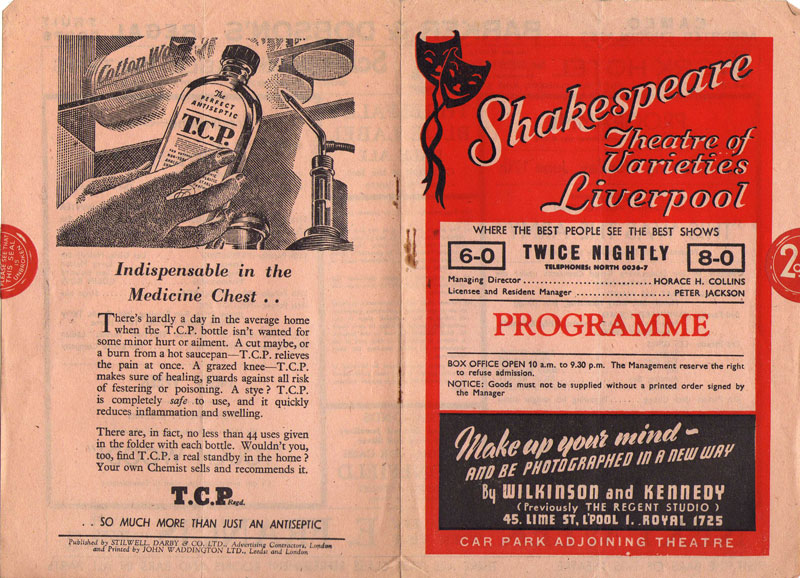 Cotton Wool
The
PERFECT
ANTISEPTIC
T.C.P.
PLEASE SEE THAT
THIS SEAL
IS
UNBROKEN
Indispensable in the
Medicine Chest . .
There's hardly a day in the average home
when the T.C.P. bottle isn't wanted for
some minor hurt or ailment. A cut maybe, or
a burn from a hot saucepan—T.C.P. relieves
the pain at once. A grazed knee—T.C.P.
makes sure of healing, guards against all risk
of festering or poisoning. A stye? T.C.P.
is completely safe to use, and it quickly
reduces inflammation and swelling.
There are, in fact, no less than 44 uses given
in the folder with each bottle. Wouldn't you,
too, find T.C.P. a real standby in the home?
Your own Chemist sells and recommends it.
T.C.P Regd.
. . SO MUCH MORE THAN JUST AN ANTISEPTIC
Published by STILWELL, DARBY & CO. LTD., Advertising Contractors, London
and Printed by JOHN WADDINGTON LTD., Leeds and London
Shakespeare
Theatre of
Varieties
Liverpool
WHERE THE BEST PEOPLE SEE THE BEST SHOWS
6-0 TWICE NIGHTLY 8-0
TELEPHONES: NORTH 0036-7
Managing Director .............................. HORACE H. COLLINS
Licensee and Resident Manager ...................... PETER JACKSON
2D
PROGRAMME
BOX OFFICE OPEN 10 a.m. to 9.30 p.m. The Management reserve the right
to refuse admission.
NOTICE: Goods must not be supplied without a printed order signed by
the Manager
Make up your mind—
AND BE PHOTOGRAPHED IN A NEW WAY
By WILKINSON and KENNEDY
(Previously THE REGENT STUDIO)
45. LIME ST, L'POOL 1. . ROYAL 1725
CAR PARK ADJOINING THEATRE